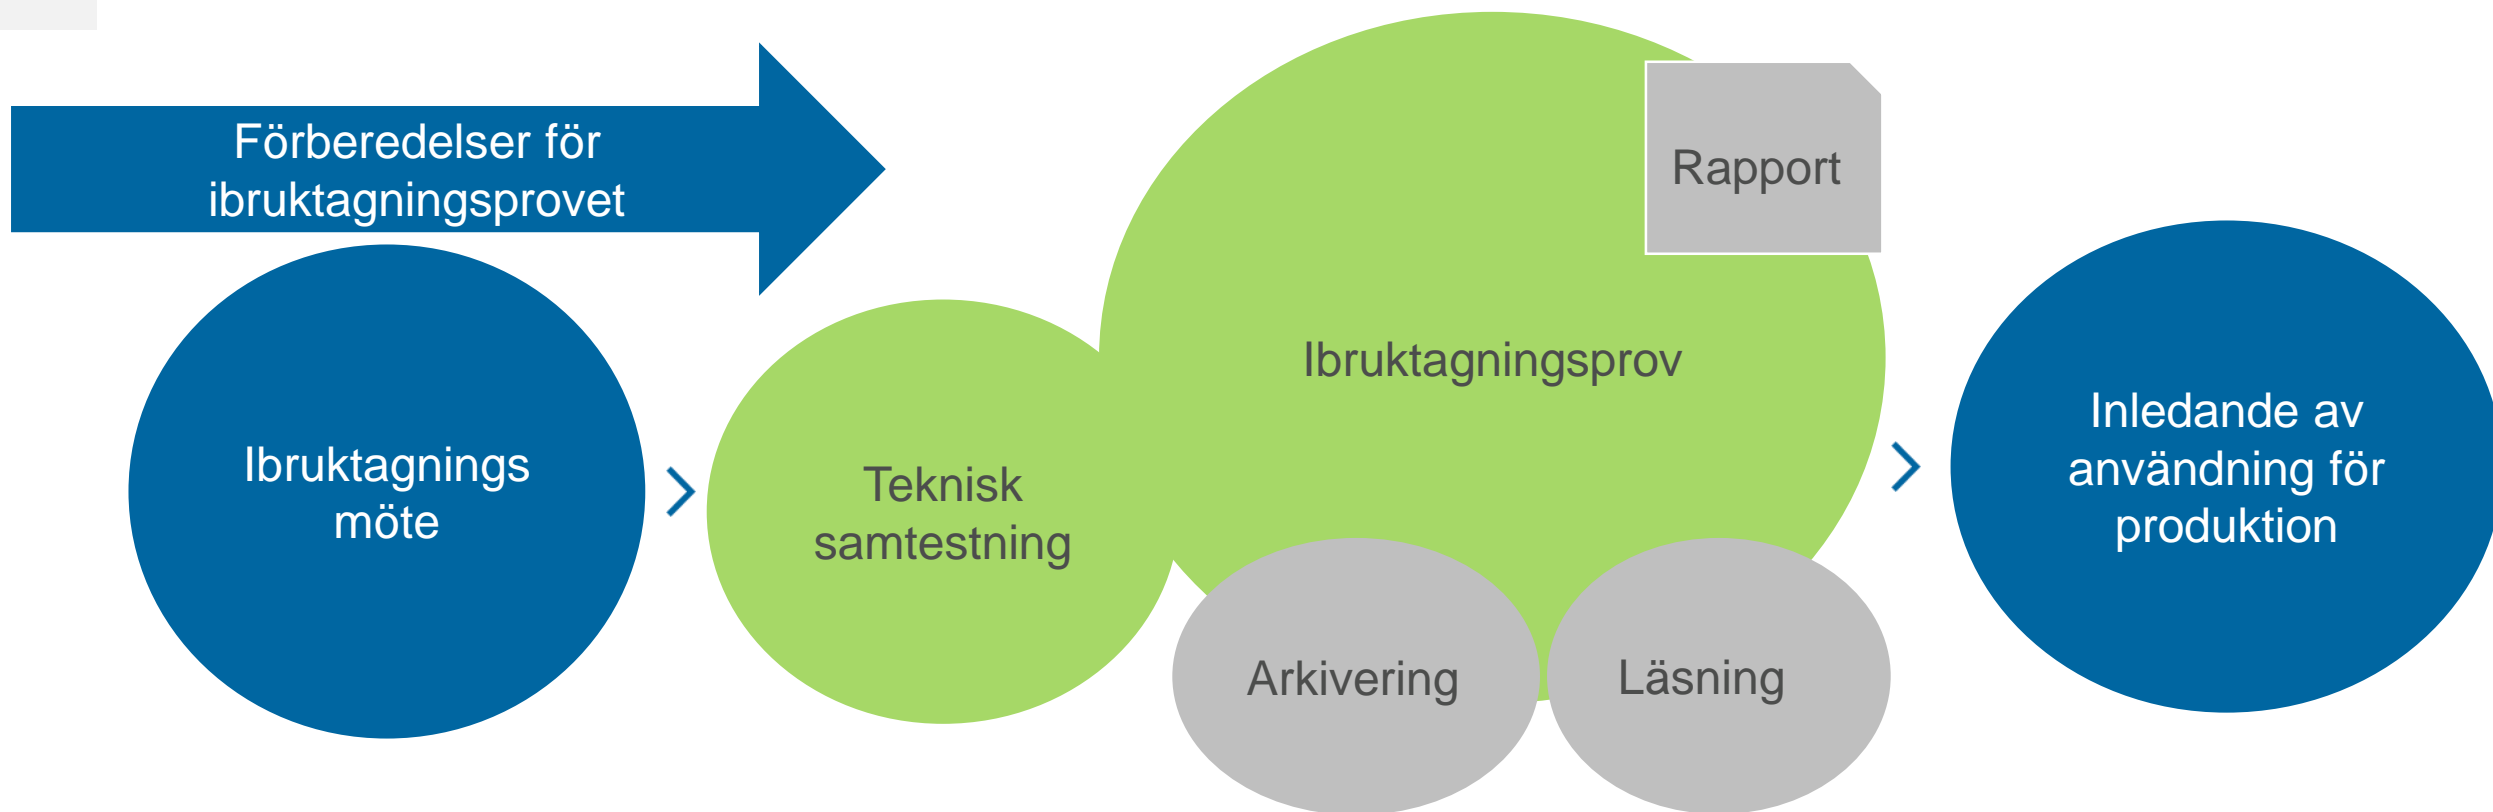 Förberedelser för
ibruktagningsprovet
Ibruktagnings
möte
Teknisk
samtestning
Ibruktagningsprov
Rapport
Arkivering
Läsning
Inledande av
användning för
produktion